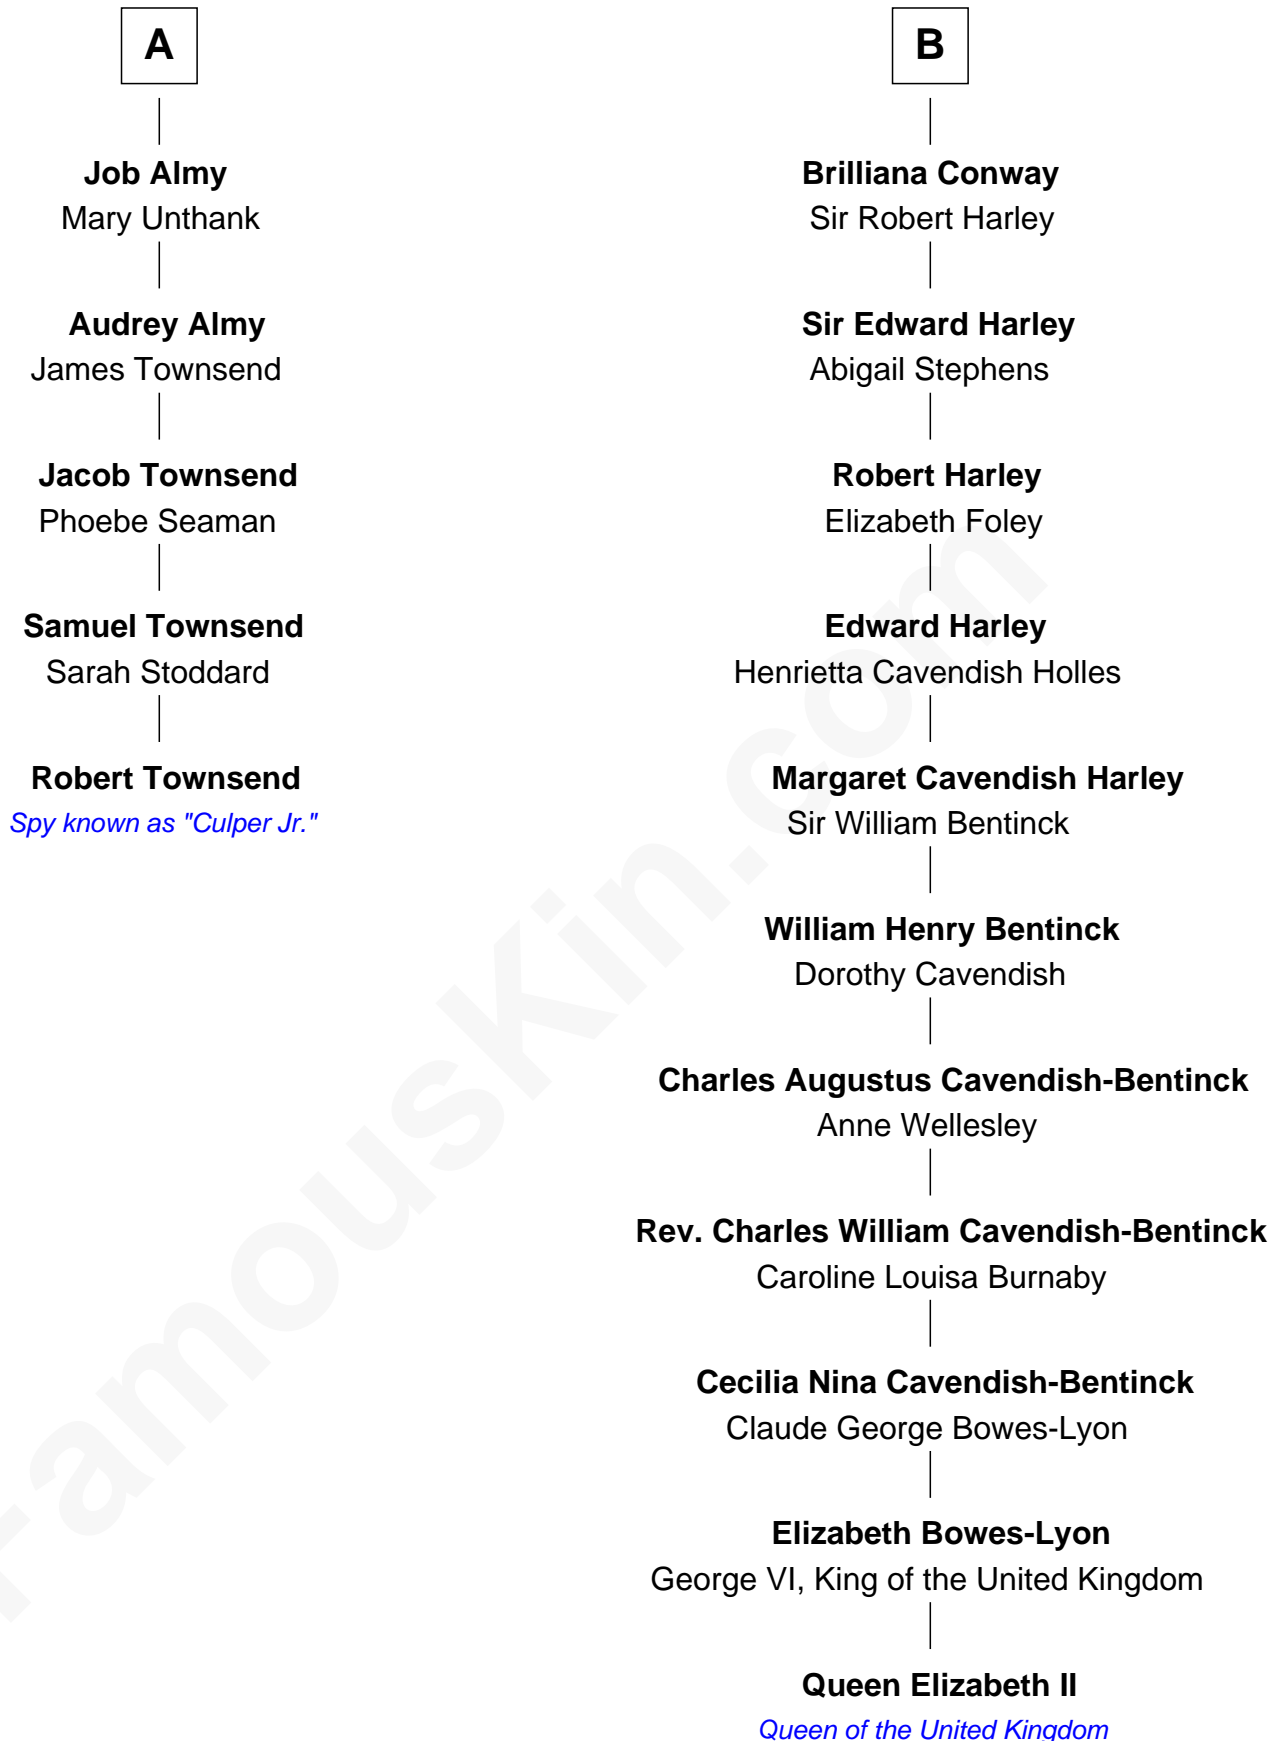 A
Job Almy
Mary Unthank
Audrey Almy
James Townsend
Jacob Townsend
Phoebe Seaman
Samuel Townsend
Sarah Stoddard
Robert Townsend
Spy known as "Culper Jr."
B
Brilliana Conway
Sir Robert Harley
Sir Edward Harley
Abigail Stephens
Robert Harley
Elizabeth Foley
Edward Harley
Henrietta Cavendish Holles
Margaret Cavendish Harley
Sir William Bentinck
William Henry Bentinck
Dorothy Cavendish
Charles Augustus Cavendish-Bentinck
Anne Wellesley
Rev. Charles William Cavendish-Bentinck
Caroline Louisa Burnaby
Cecilia Nina Cavendish-Bentinck
Claude George Bowes-Lyon
Elizabeth Bowes-Lyon
George VI, King of the United Kingdom
Queen Elizabeth II
Queen of the United Kingdom
FamousKin.com